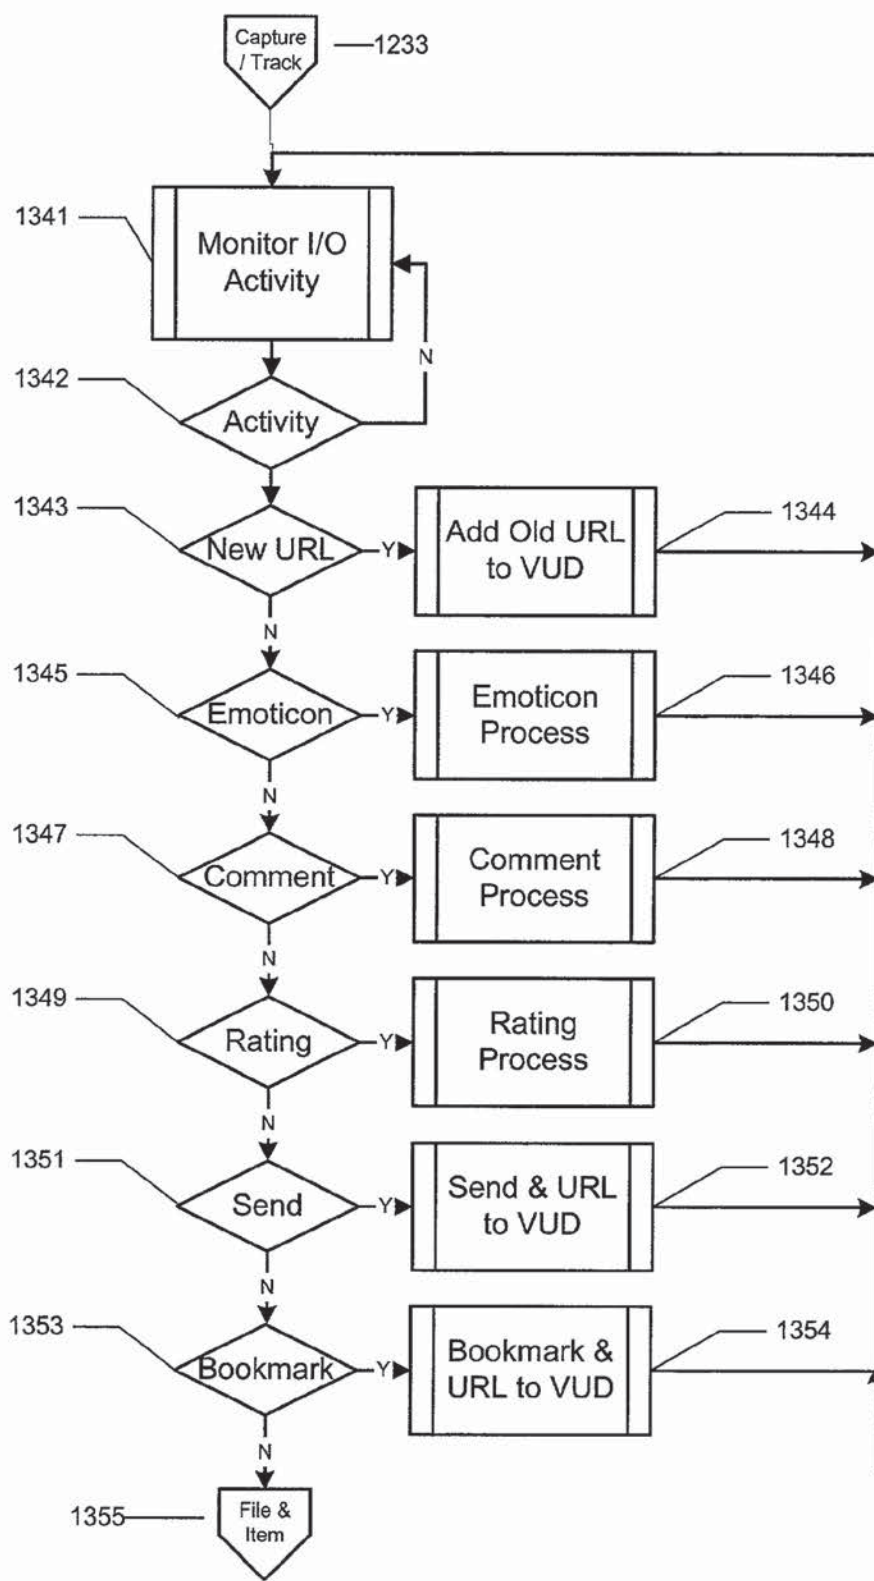 Capture
/ Track
1233
1341
Monitor I/O
Activity
N
1342
Activity
1343
New URL
Y
Add Old URL
to VUD
1344
N
1345
Emoticon
Y
Emoticon
Process
1346
N
1347
Comment
Y
Comment
Process
1348
N
1349
Rating
Y
Rating
Process
1350
N
1351
Send
Y
Send & URL
to VUD
1352
N
1353
Bookmark
Y
Bookmark &
URL to VUD
1354
N
1355
File &
Item